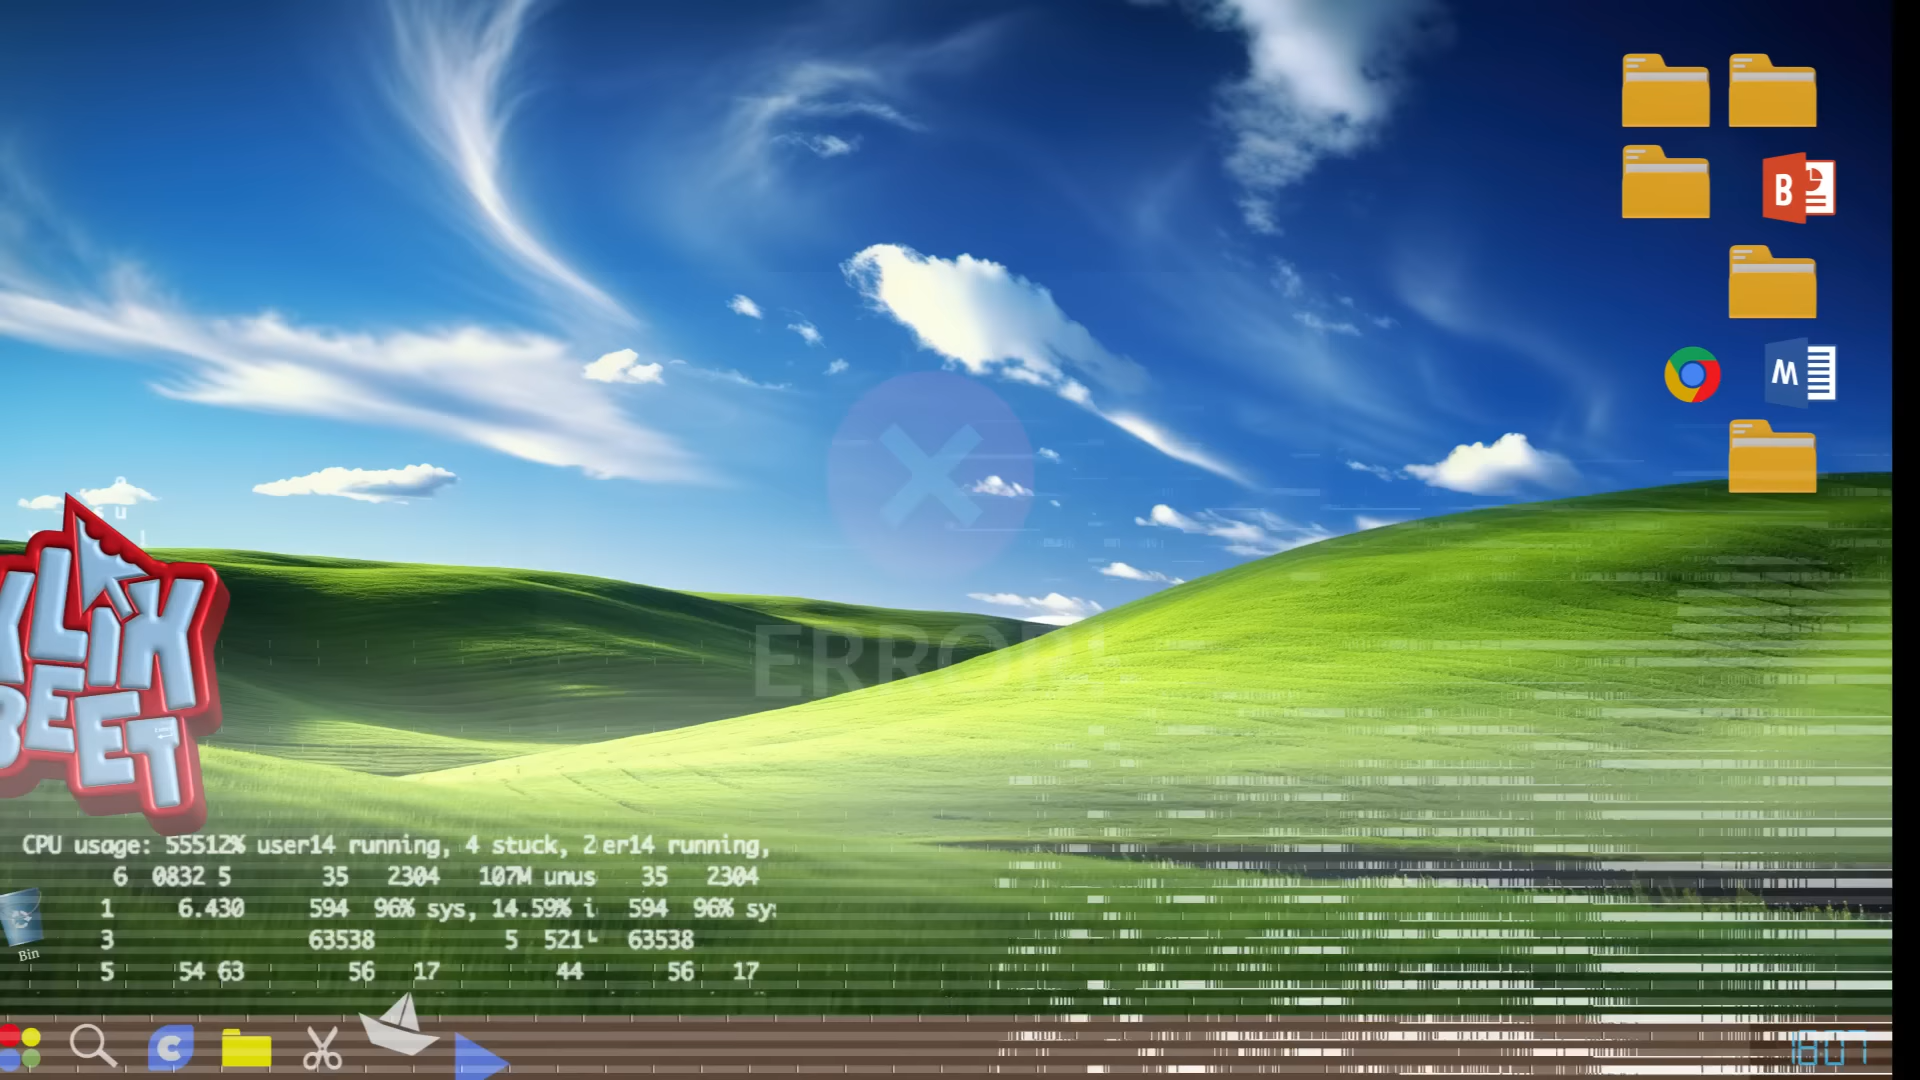 B
W
ERROR!
LIK
BEET
CPU usage: 55512% user14 running, 4 stuck, 2 er14 running,
6 0832 5 35 2304 107M unus 35 2304
1 6.430 594 96% sys, 14.59% i 594 96% sy
3 63538 5 521 63538
5 54 63 56 17 44 56 17
Bin
C